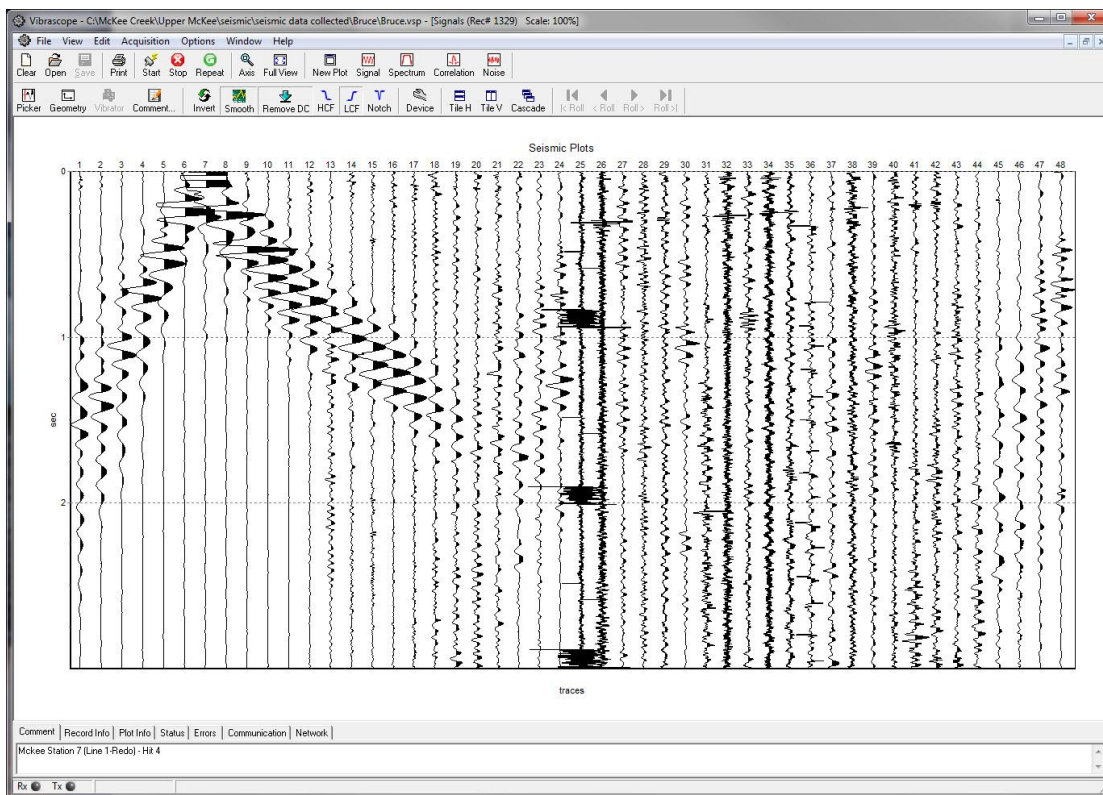 Vibrascope - C:\McKee Creek\Upper McKee\seismic\seismic data collected\Bruce\Bruce.vsp - [Signals (Rec# 1329) Scale: 100%]
File View Edit Acquisition Options Window Help
Clear Open Save Print Start Stop Repeat Axis Full View New Plot Signal Spectrum Correlation Noise
Picker Geometry Vibrator Comment... Invert Smooth Remove DC HCF LCF Notch Device Tile H Tile V Cascade |< Roll < Roll Roll > Roll >|
Seismic Plots
1 2 3 4 5 6 7 8 9 10 11 12 13 14 15 16 17 18 19 20 21 22 23 24 25 26 27 28 29 30 31 32 33 34 35 36 37 38 39 40 41 42 43 44 45 46 47 48
0
1
sec
2
traces
Comment Record Info Plot Info Status Errors Communication Network
Mckee Station 7 (Line 1-Redo) - Hit 4
Rx Tx